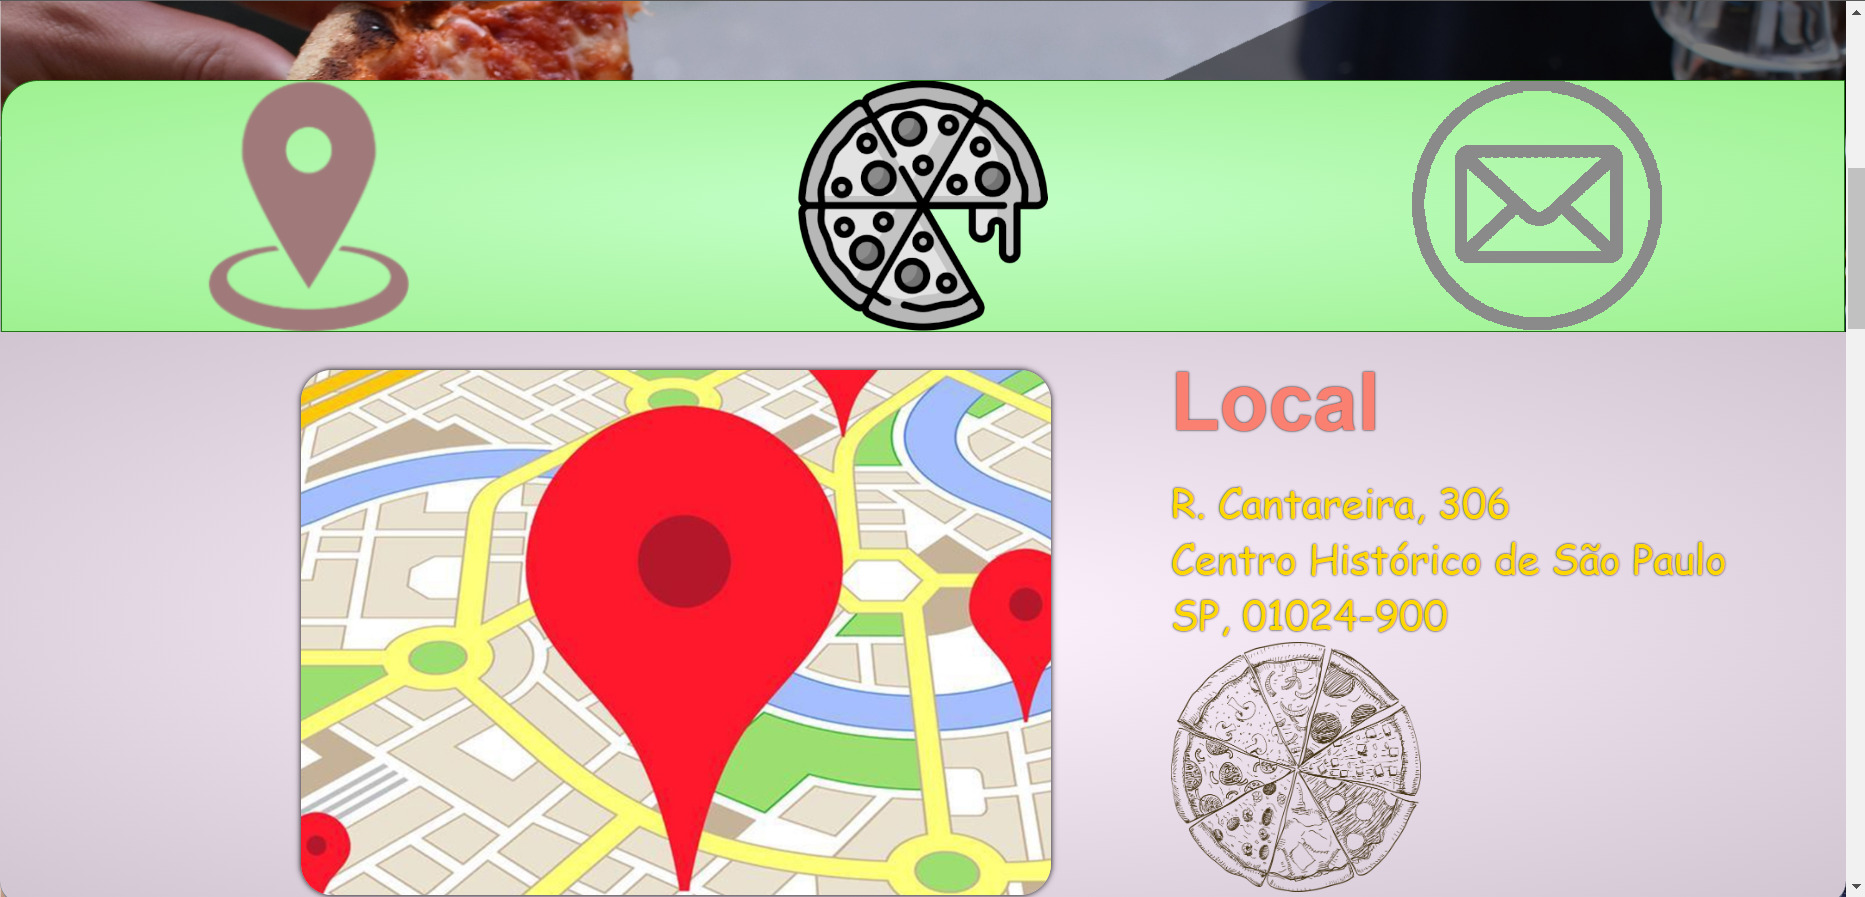 Local
R. Cantareira, 306
Centro Histórico de São Paulo
SP, 01024-900